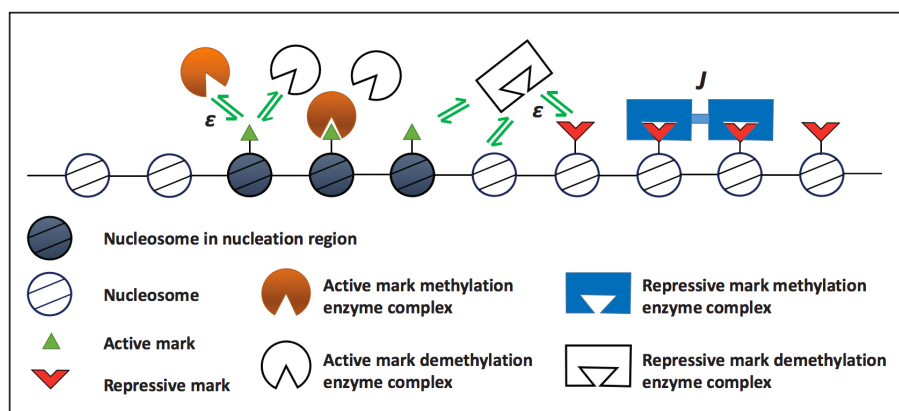 J
ε
ε
Nucleosome in nucleation region
Nucleosome
Active mark methylation
enzyme complex
Repressive mark methylation
enzyme complex
Active mark
Repressive mark
Active mark demethylation
enzyme complex
Repressive mark demethylation
enzyme complex